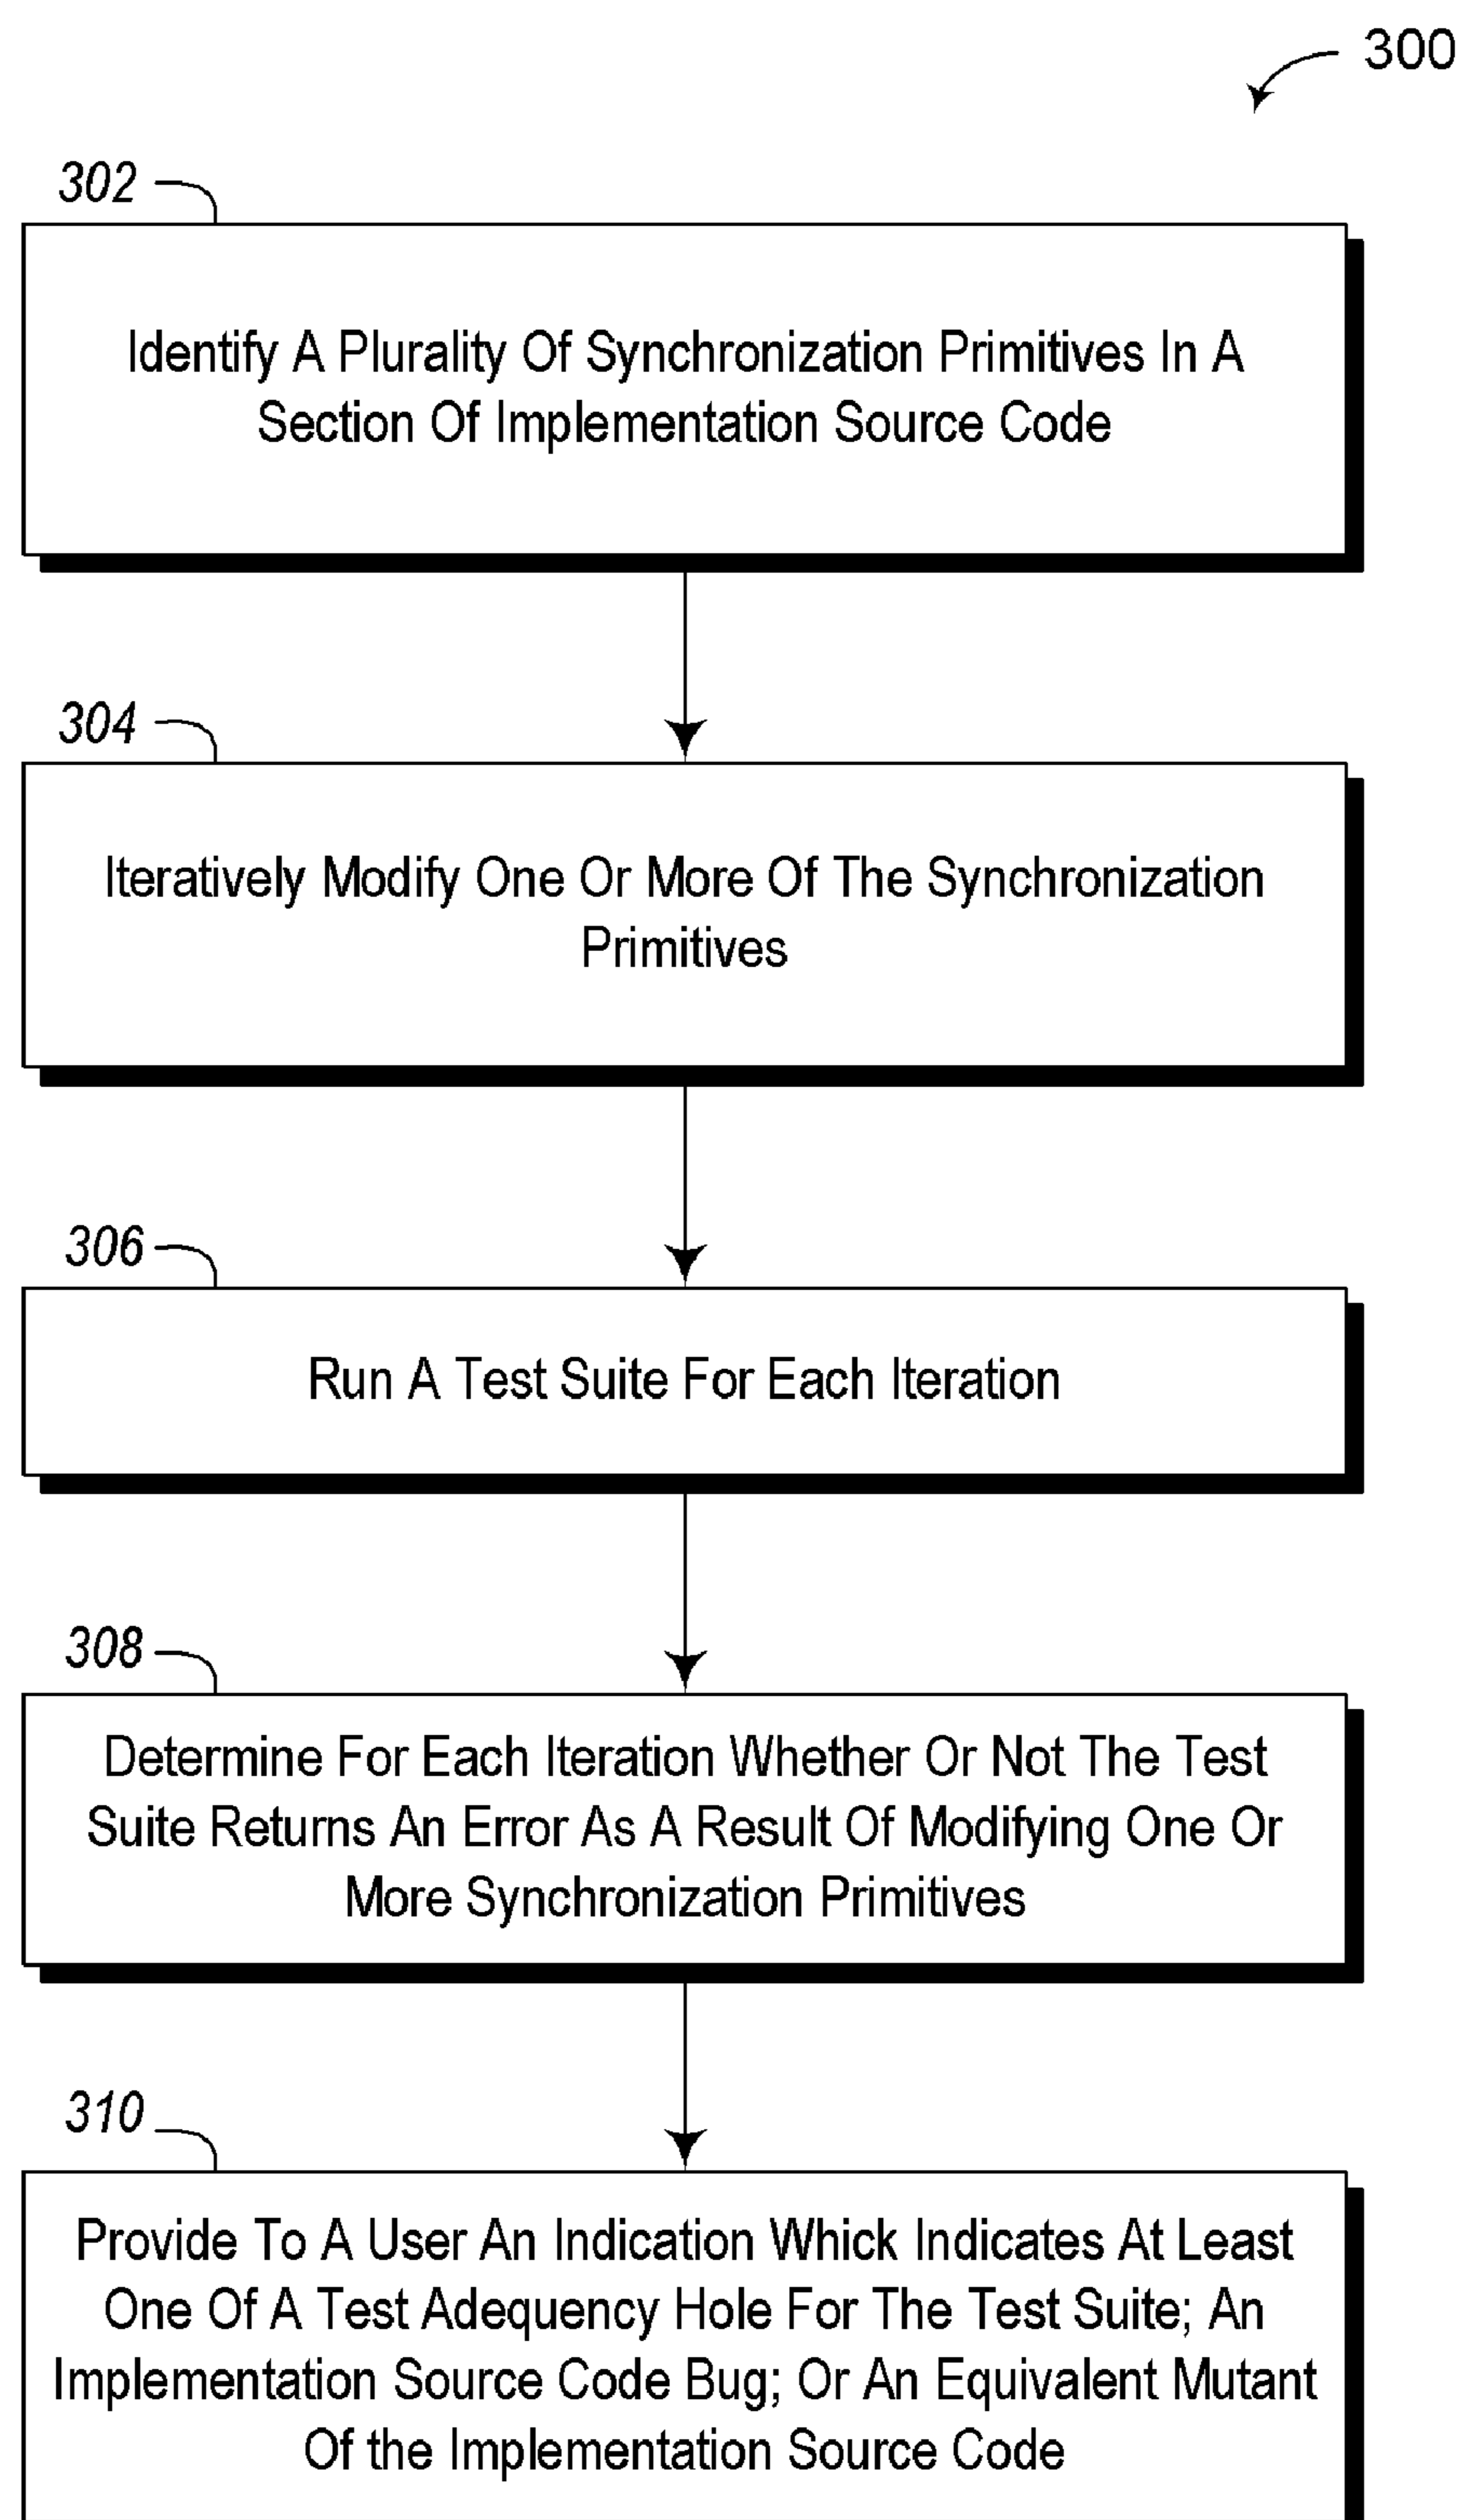 300
302
Identify A Plurality Of Synchronization Primitives In A
Section Of Implementation Source Code
304
Iteratively Modify One Or More Of The Synchronization
Primitives
306
Run A Test Suite For Each Iteration
308
Determine For Each Iteration Whether Or Not The Test
Suite Returns An Error As A Result Of Modifying One Or
More Synchronization Primitives
310
Provide To A User An Indication Whick Indicates At Least
One Of A Test Adequency Hole For The Test Suite; An
Implementation Source Code Bug; Or An Equivalent Mutant
Of the Implementation Source Code